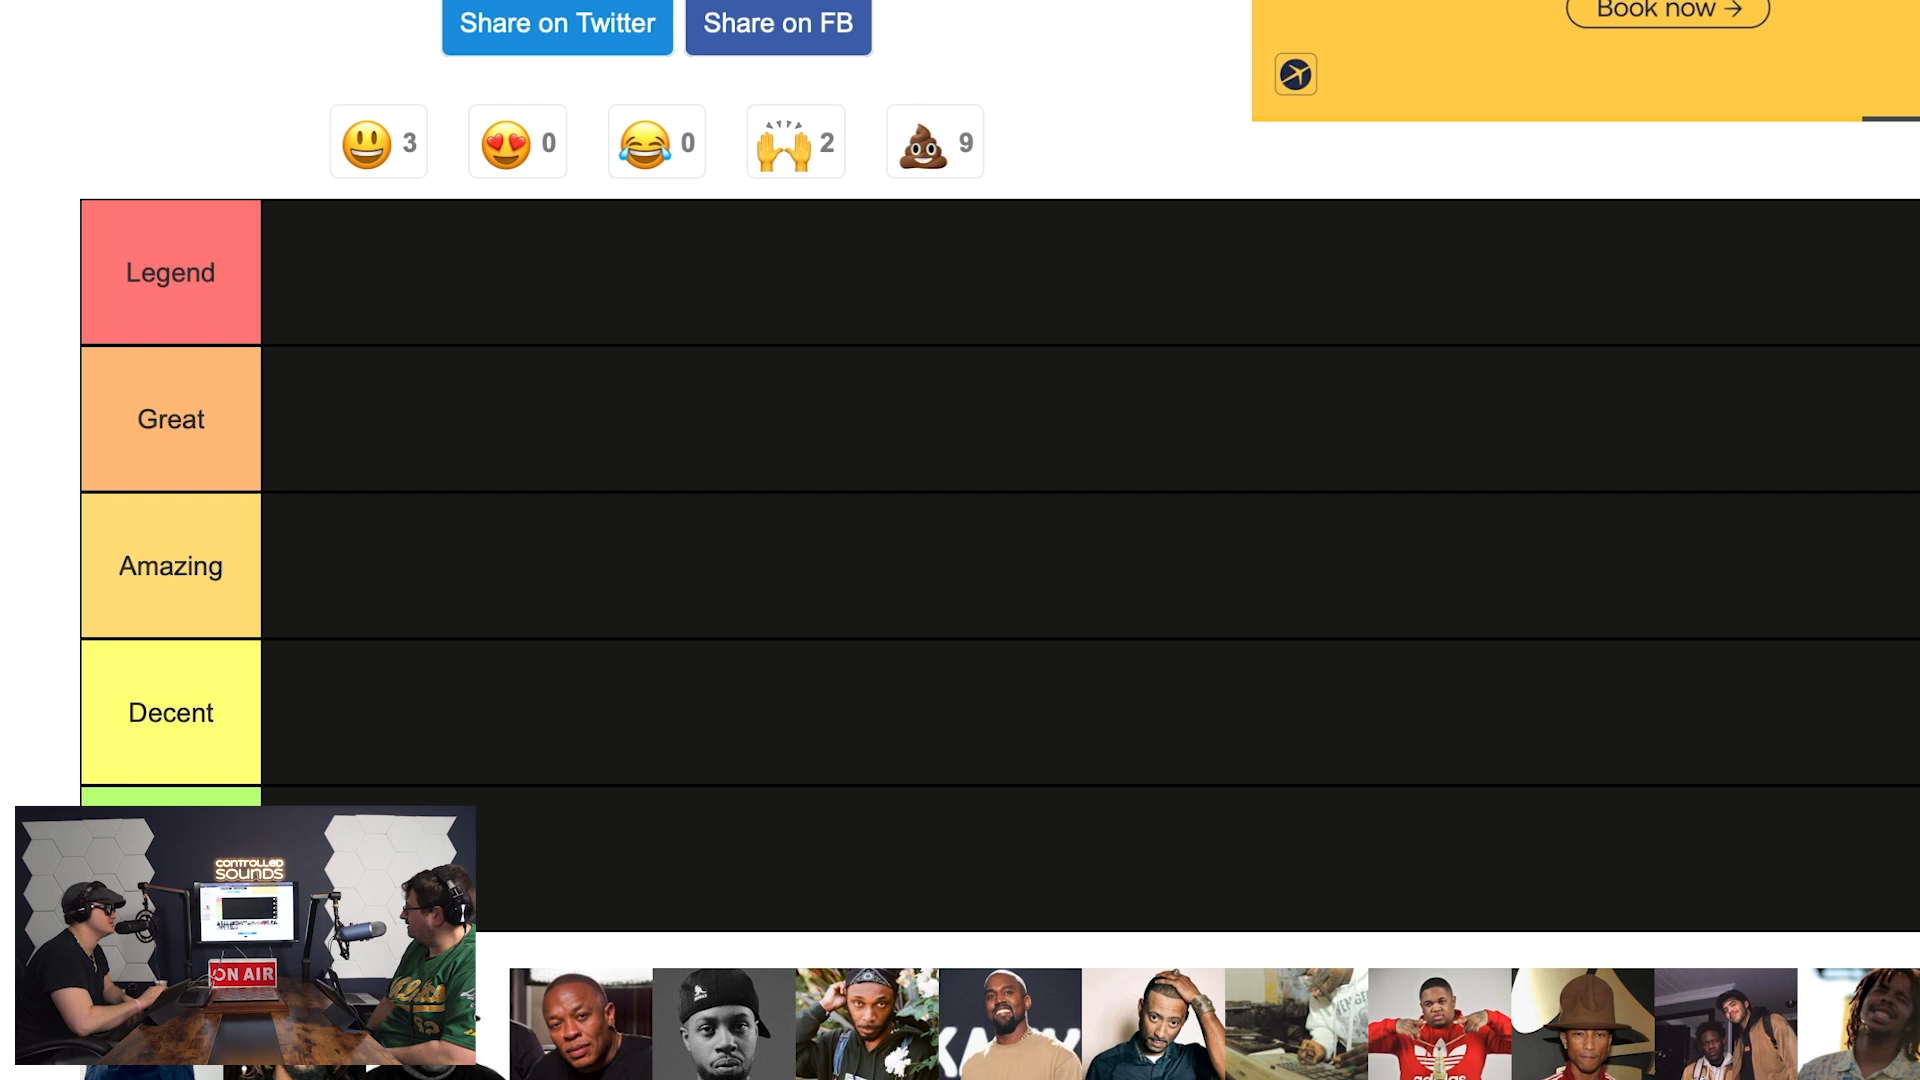 Share on Twitter
Share on FB
Book now →
3
0
0
2
9
Legend
Great
Amazing
Decent
CONTROLLED
SOUNDS
ON AIR
adidas